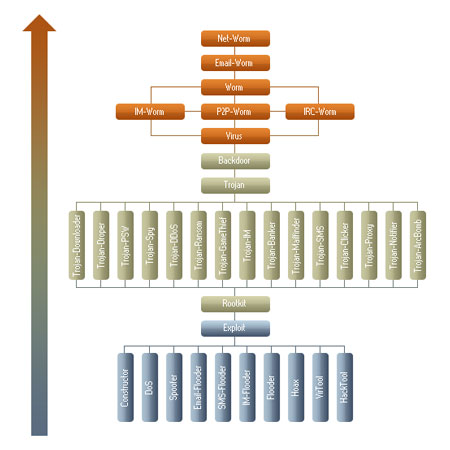 Net-Worm
Email-Worm
Worm
IM-Worm
P2P-Worm
IRC-Worm
Virus
Backdoor
Trojan
Trojan-Downloader
Trojan-Droper
Trojan-PSW
Trojan-Spy
Trojan-DDoS
Trojan-Ransom
Trojan-GameThief
Trojan-IM
Trojan-Banker
Trojan-Mailfinder
Trojan-SMS
Trojan-Clicker
Trojan-Proxy
Trojan-Notifier
Trojan-ArcBomb
Rootkit
Exploit
Constructor
DoS
Spoofer
Email-Flooder
SMS-Flooder
IM-Flooder
Flooder
Hoax
VirTool
HackTool